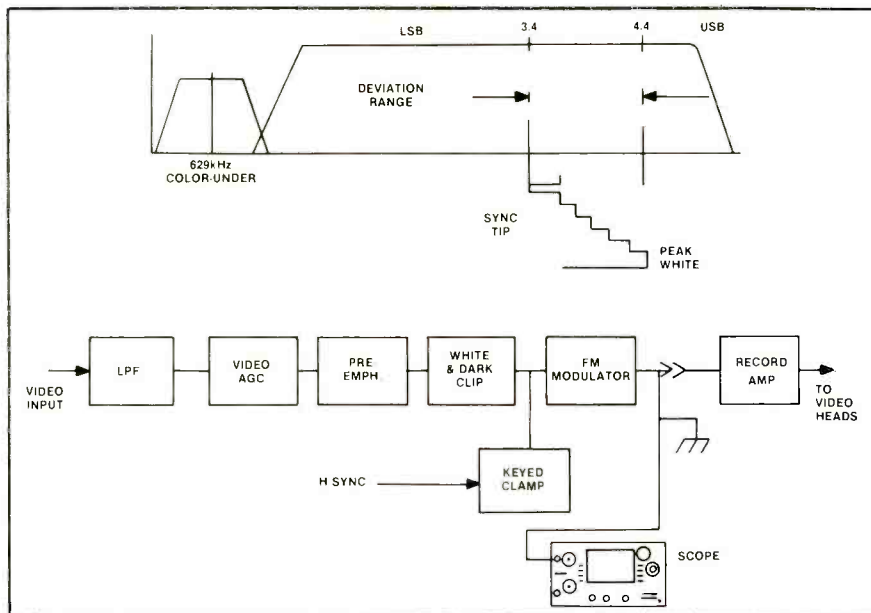 LSB
3.4
4.4
USB
DEVIATION
RANGE
629kHz
COLOR-UNDER
SYNC
TIP
PEAK
WHITE
VIDEO
INPUT
LPF
VIDEO
AGC
PRE
EMPH
WHITE
& DARK
CLIP
FM
MODULATOR
RECORD
AMP
TO
VIDEO
HEADS
H SYNC
KEYED
CLAMP
SCOPE